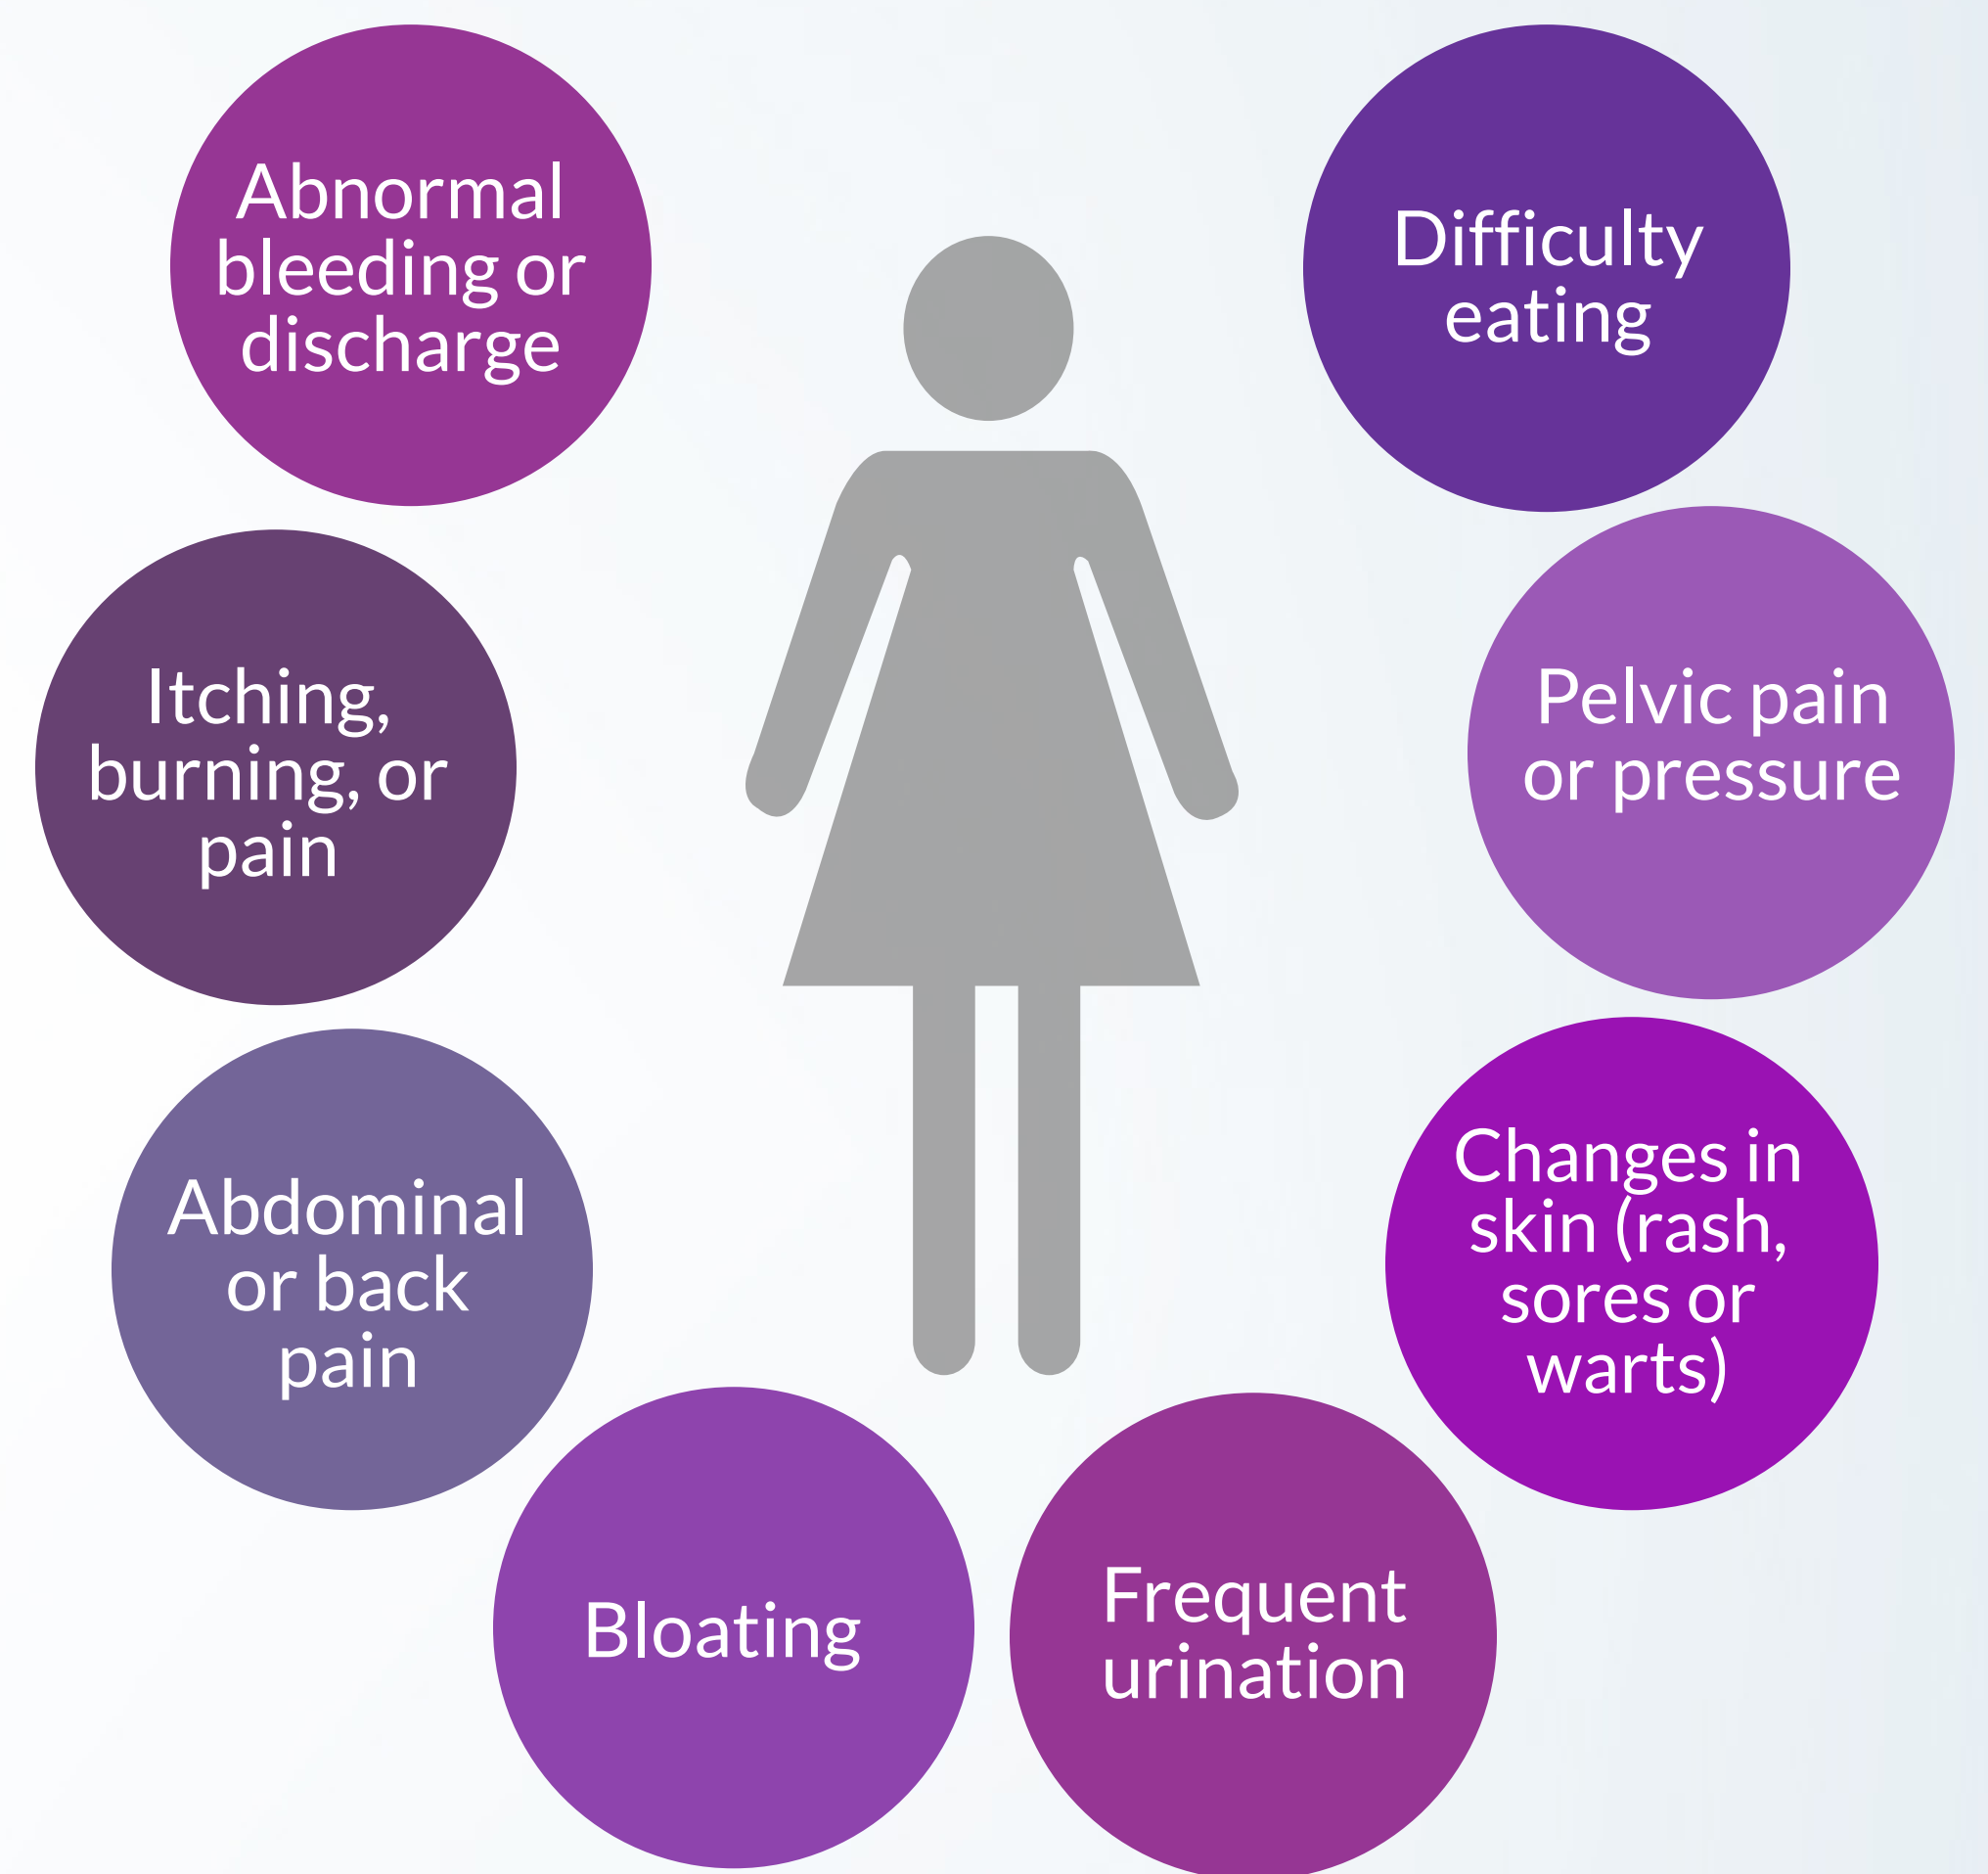 Abnormal
bleeding or
discharge
Difficulty
eating
Itching,
burning, or
pain
Pelvic pain
or pressure
Abdominal
or back
pain
Changes in
skin (rash,
sores or
warts)
Bloating
Frequent
urination